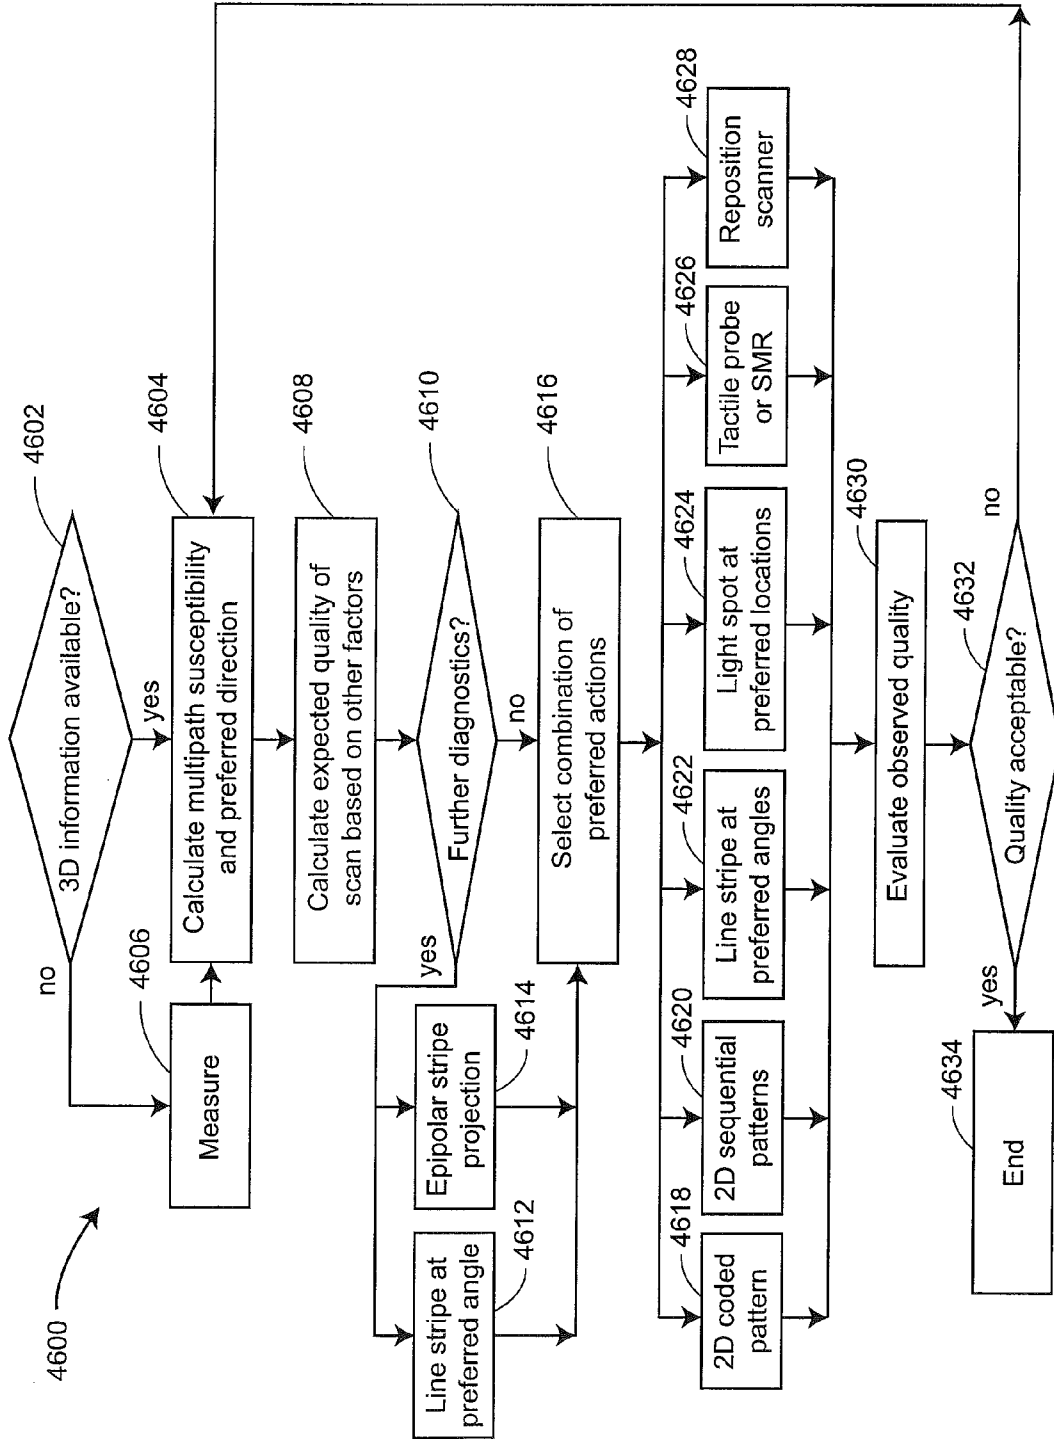 4600
3D information available?
4602
no
yes
4606
Measure
4604
Calculate multipath susceptibility
and preferred direction
4608
Calculate expected quality of
scan based on other factors
4610
Further diagnostics?
yes
no
Line stripe at
preferred angle
4612
Epipolar stripe
projection
4614
4616
Select combination of
preferred actions
4618
2D coded
pattern
4620
2D sequential
patterns
4622
Line stripe at
preferred angles
4624
Light spot at
preferred locations
4626
Tactile probe
or SMR
4628
Reposition
scanner
4630
Evaluate observed quality
4632
Quality acceptable?
yes
no
4634
End